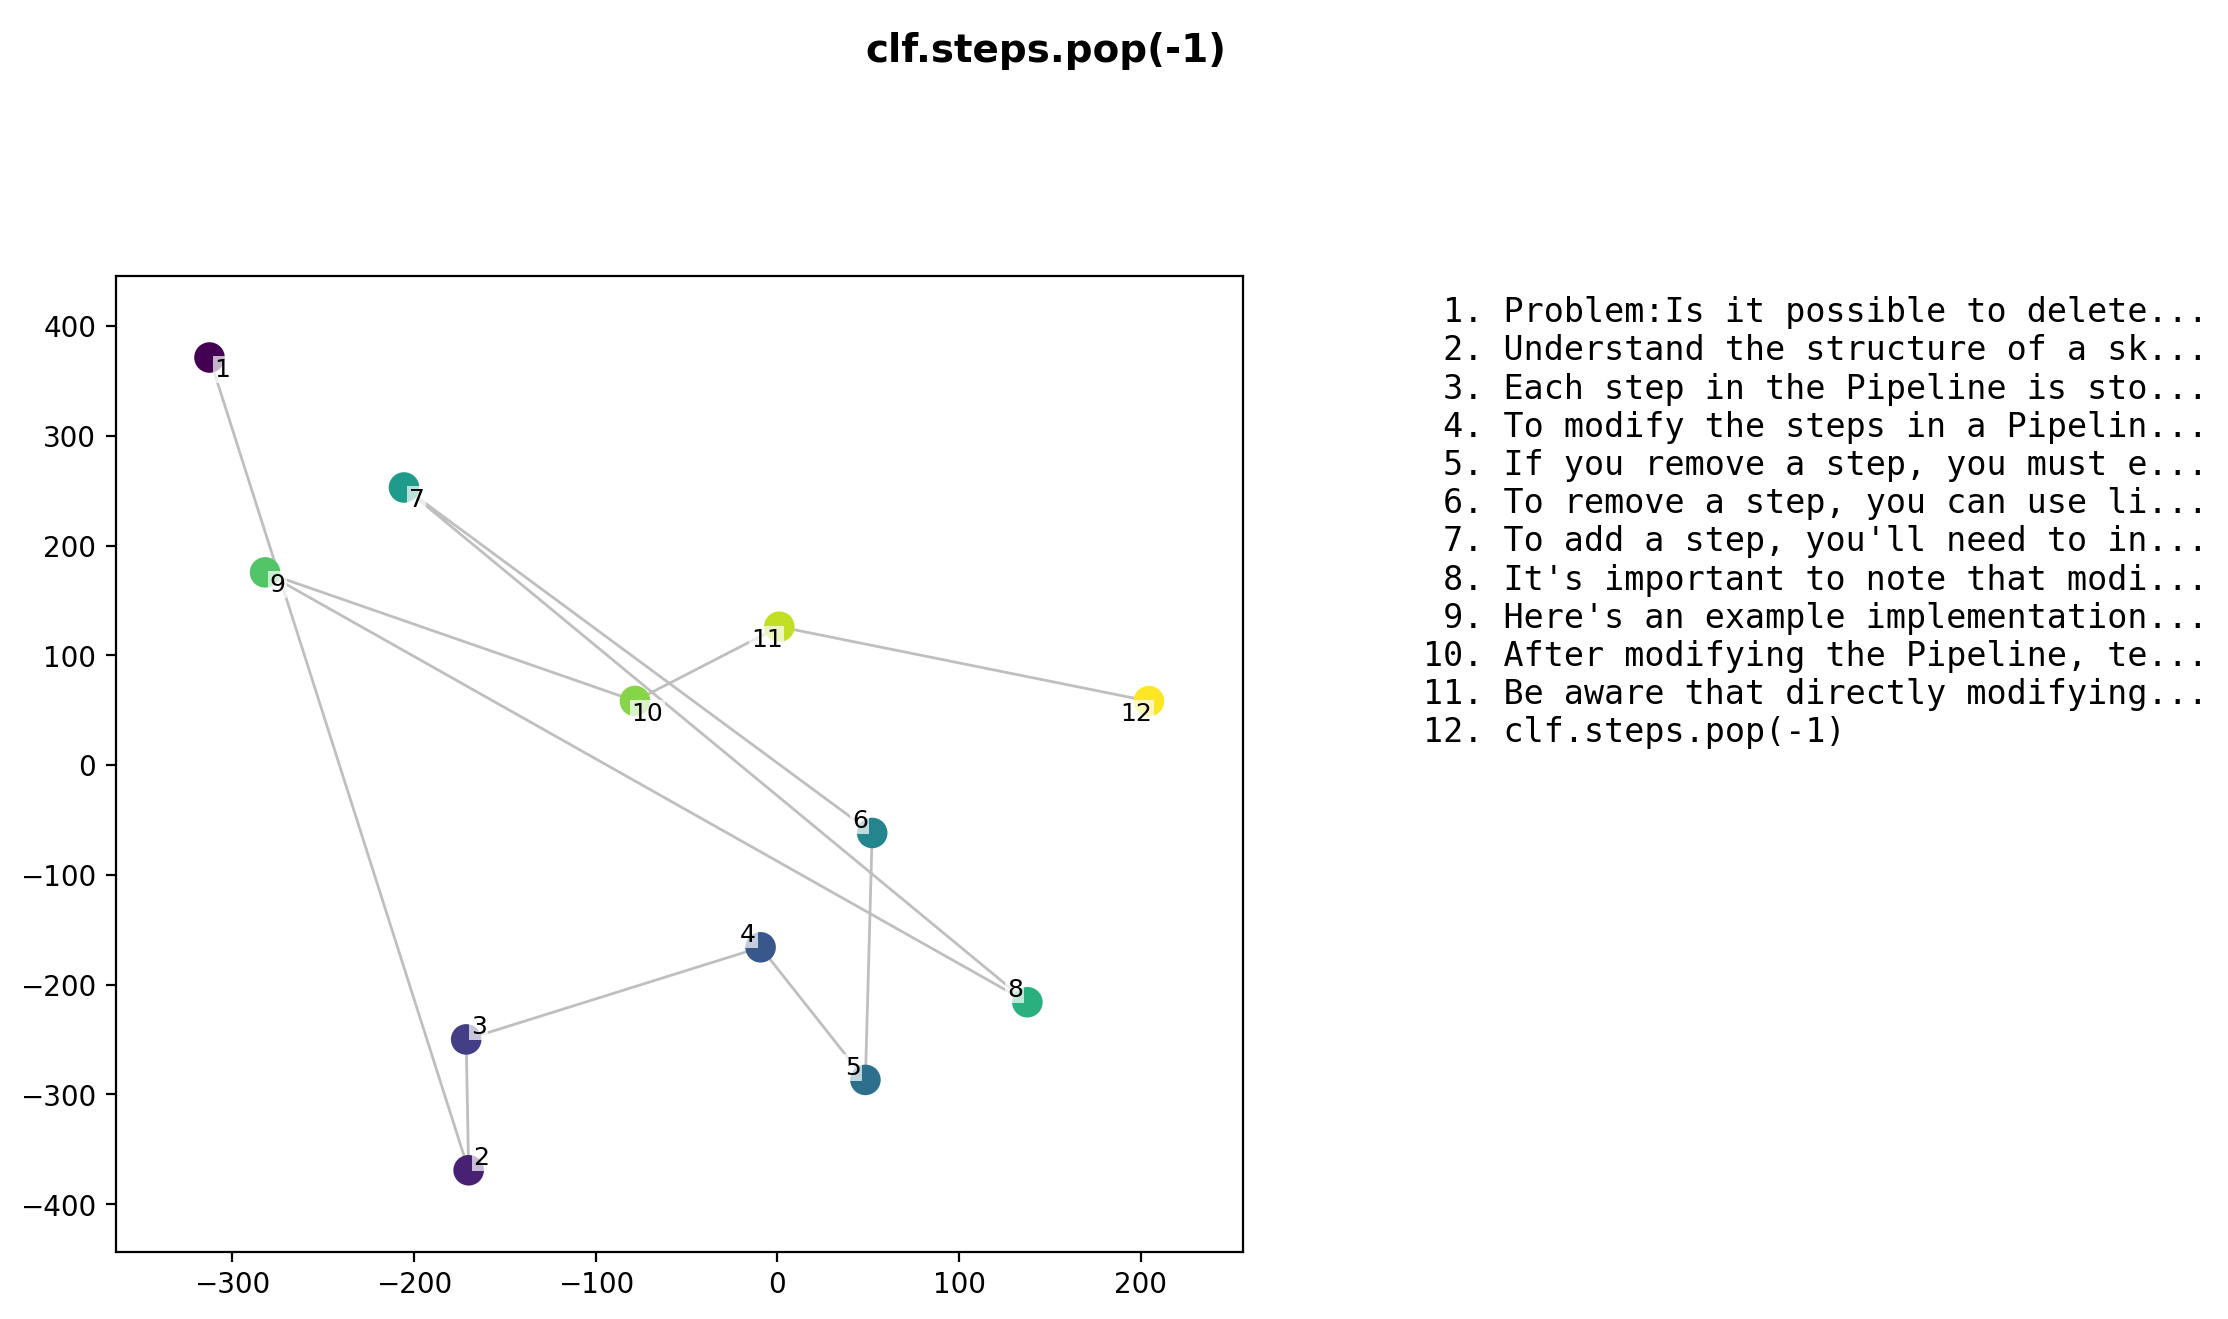 clf.steps.pop(-1)
400
300
200
100
0
−100
−200
−300
−400
−300
−200
−100
0
100
200
1
2
3
4
5
6
7
8
9
10
11
12
1. Problem:Is it possible to delete...
2. Understand the structure of a sk...
3. Each step in the Pipeline is sto...
4. To modify the steps in a Pipelin...
5. If you remove a step, you must e...
6. To remove a step, you can use li...
7. To add a step, you'll need to in...
8. It's important to note that modi...
9. Here's an example implementation...
10. After modifying the Pipeline, te...
11. Be aware that directly modifying...
12. clf.steps.pop(-1)